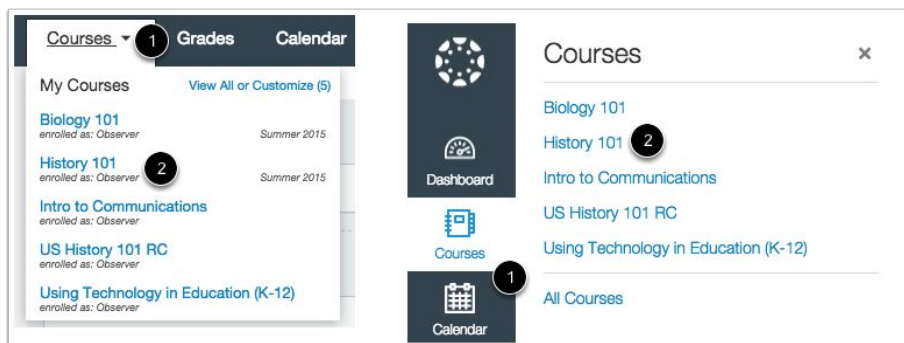 Courses 1 Grades Calendar
My Courses View All or Customize (5)
Biology 101
enrolled as: Observer Summer 2015
History 101
enrolled as: Observer 2 Summer 2015
Intro to Communications
enrolled as: Observer
US History 101 RC
enrolled as: Observer
Using Technology in Education (K-12)
enrolled as: Observer
Dashboard
Courses
1
Calendar
Courses ×
Biology 101
History 101 2
Intro to Communications
US History 101 RC
Using Technology in Education (K-12)
All Courses